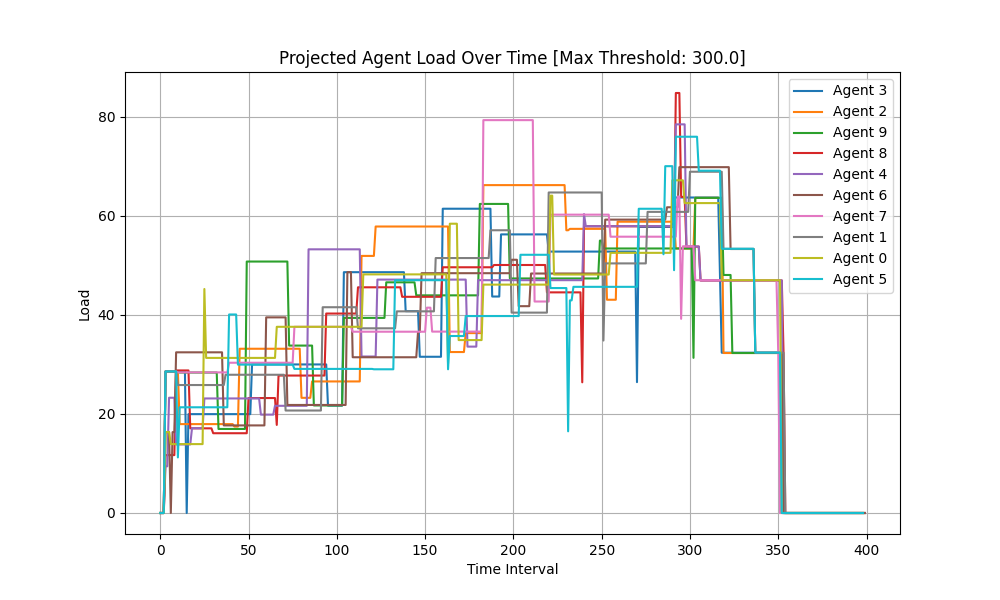 Projected Agent Load Over Time [Max Threshold: 300.0]
Load
80
60
40
20
0
0 50 100 150 200 250 300 350 400
Time Interval
Agent 3
Agent 2
Agent 9
Agent 8
Agent 4
Agent 6
Agent 7
Agent 1
Agent 0
Agent 5